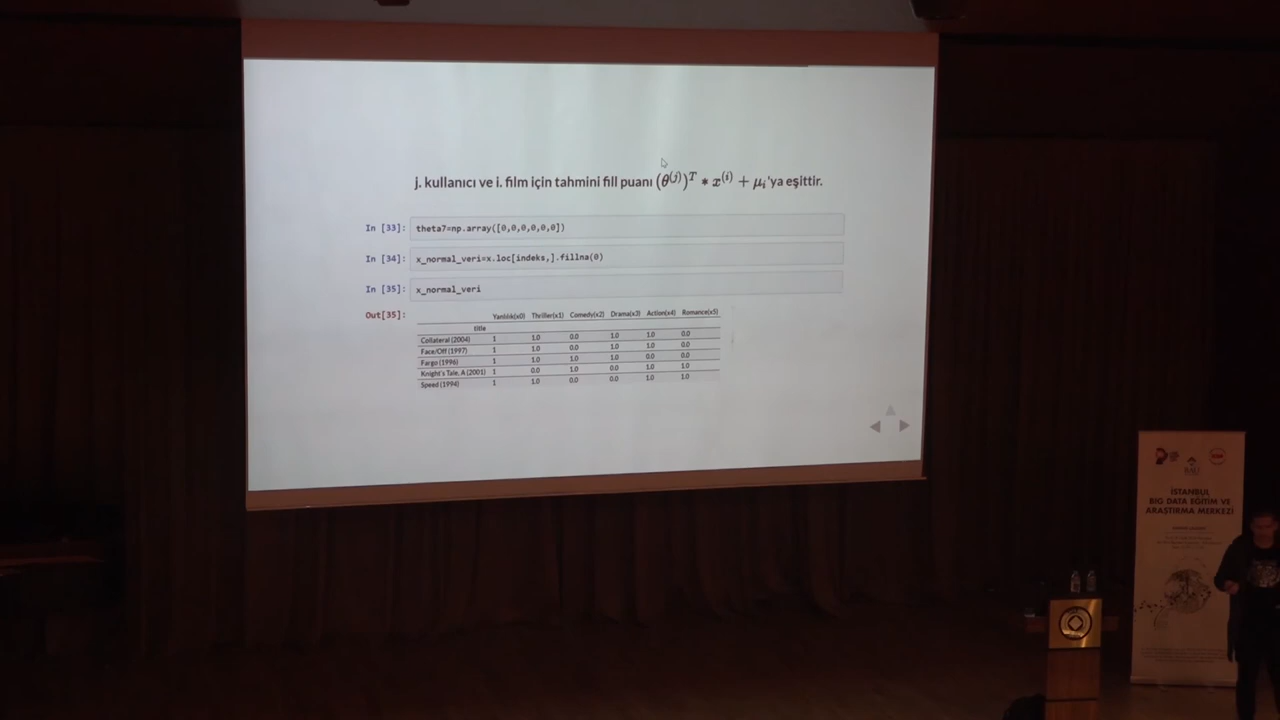 j. kullanıcı ve i. film için tahmini fill puanı (θ^(j))^T * x^(i) + μ_i'ya eşittir.
In [33]: theta7=np.array([0,0,0,0,0,0])
In [34]: x_normal_veri=x.loc[indeks,].fillna(0)
In [35]: x_normal_veri
Out[35]: Yanlılık(x0) Thriller(x1) Comedy(x2) Drama(x3) Action(x4) Romance(x5)
title
Collateral (2004) 1 1.0 0.0 1.0 1.0 0.0
Face/Off (1997) 1 1.0 0.0 1.0 1.0 0.0
Fargo (1996) 1 1.0 1.0 1.0 0.0 0.0
Knight's Tale, A (2001) 1 0.0 1.0 0.0 1.0 1.0
Speed (1994) 1 1.0 0.0 0.0 1.0 1.0
BAU
İSTANBUL
BIG DATA EĞİTİM VE
ARAŞTIRMA MERKEZİ